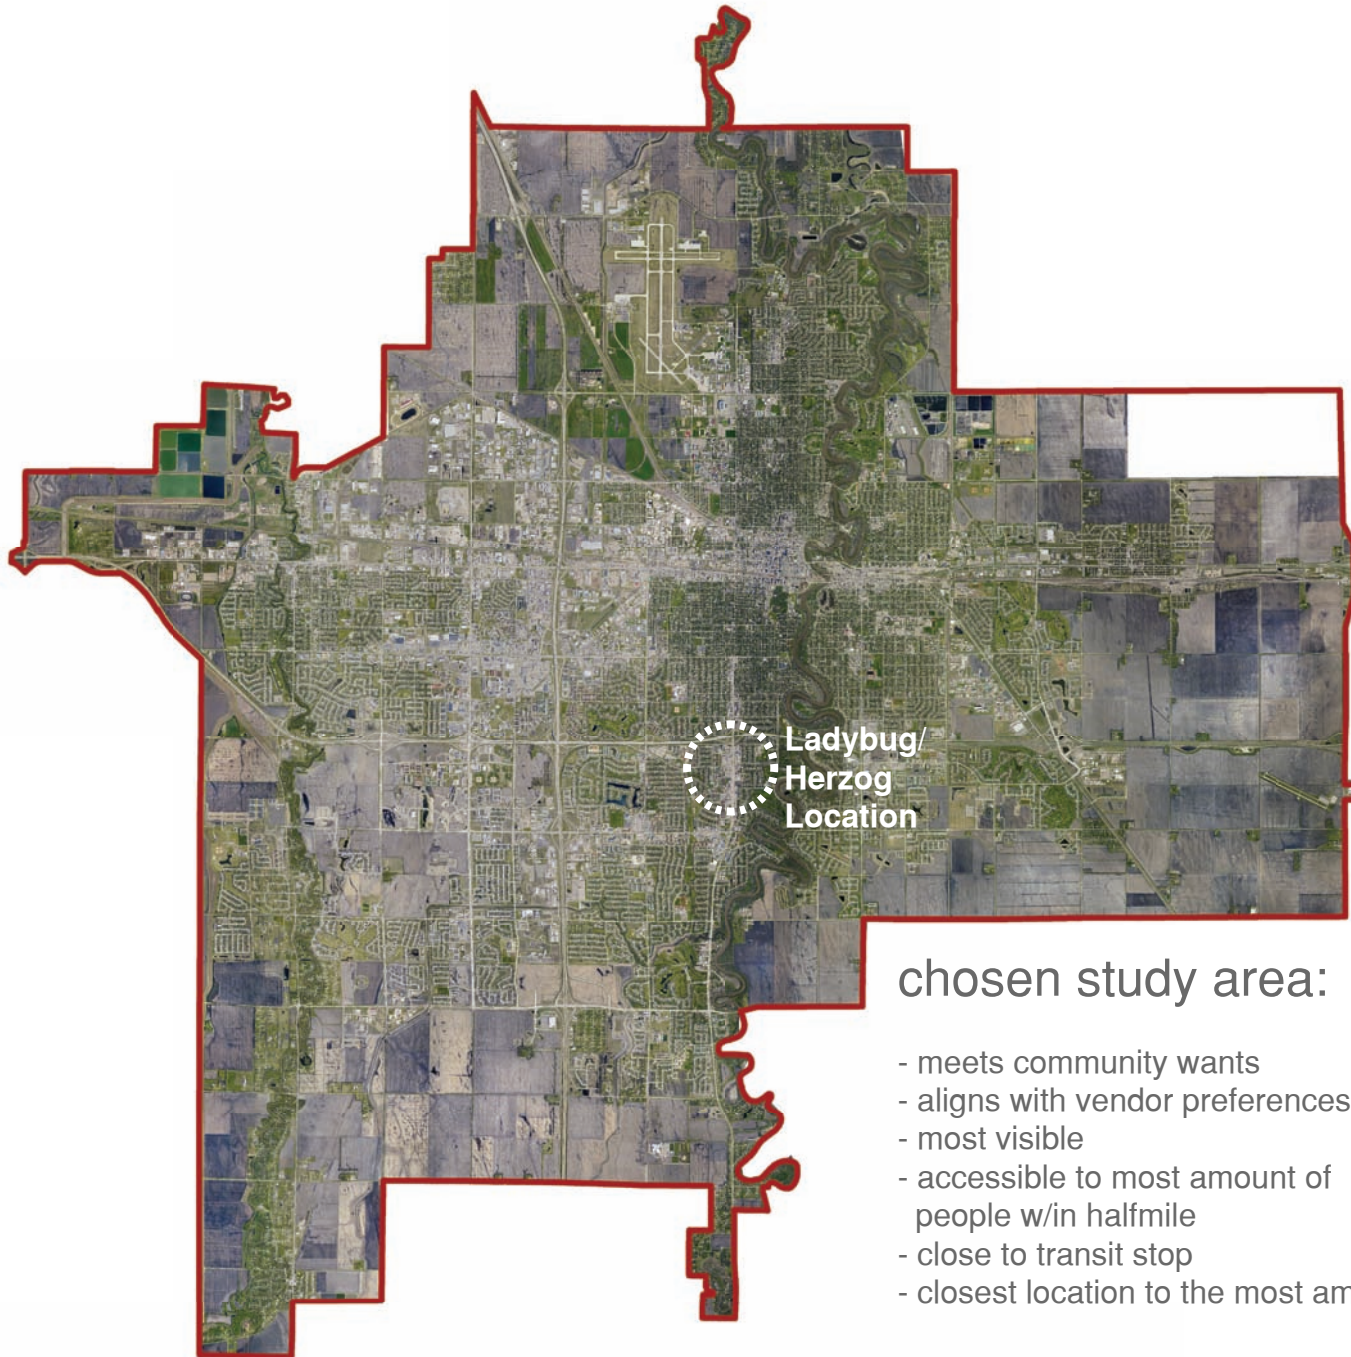 Ladybug/
Herzog
Location
chosen study area:
- meets community wants
- aligns with vendor preferences
- most visible
- accessible to most amount of
people w/in halfmile
- close to transit stop
- closest location to the most am